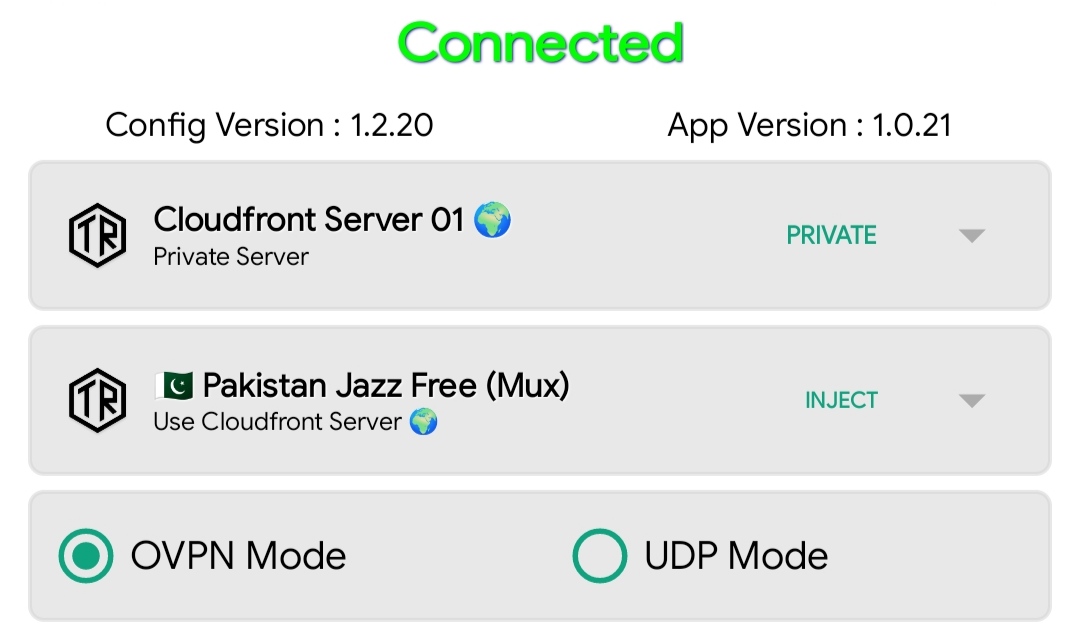 Connected
Config Version : 1.2.20
App Version : 1.0.21
TR
Cloudfront Server 01 🌍
Private Server
PRIVATE
TR
🇵🇰 Pakistan Jazz Free (Mux)
Use Cloudfront Server 🌍
INJECT
OVPN Mode
UDP Mode